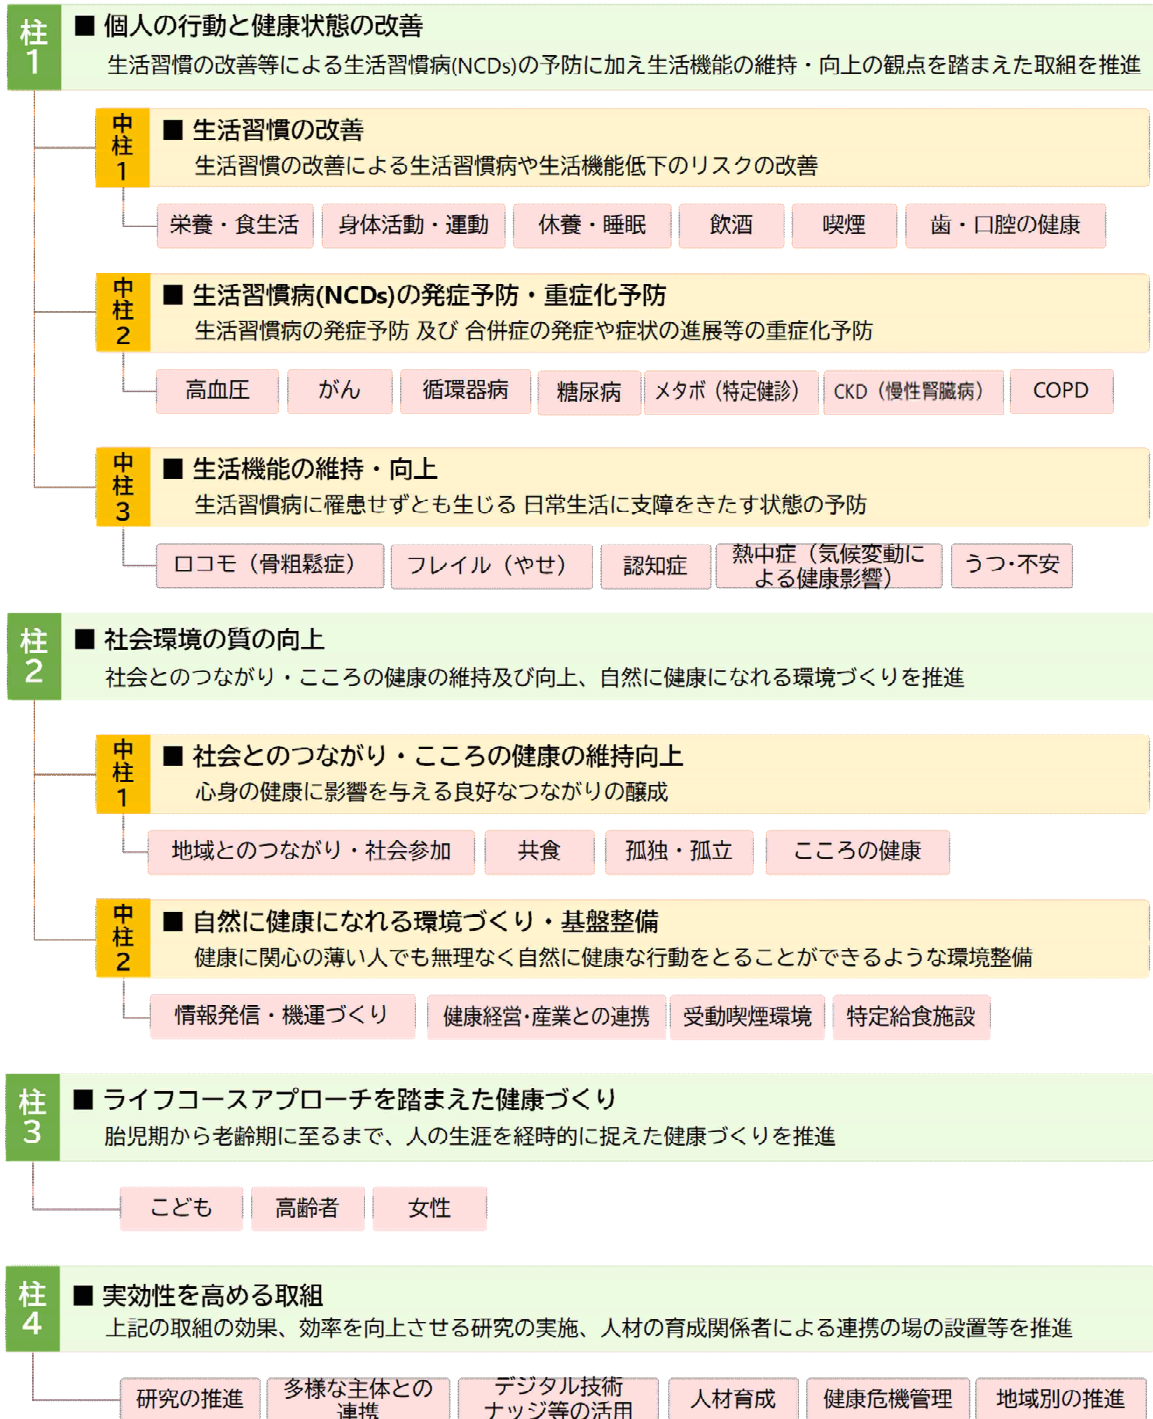 柱
1
■ 個人の行動と健康状態の改善
生活習慣の改善等による生活習慣病(NCDs)の予防に加え生活機能の維持・向上の観点を踏まえた取組を推進
中
柱
1
■ 生活習慣の改善
生活習慣の改善による生活習慣病や生活機能低下のリスクの改善
栄養・食生活
身体活動・運動
休養・睡眠
飲酒
喫煙
歯・口腔の健康
中
柱
2
■ 生活習慣病(NCDs)の発症予防・重症化予防
生活習慣病の発症予防 及び 合併症の発症や症状の進展等の重症化予防
高血圧
がん
循環器病
糖尿病
メタボ（特定健診）
CKD（慢性腎臓病）
COPD
中
柱
3
■ 生活機能の維持・向上
生活習慣病に罹患せずとも生じる 日常生活に支障をきたす状態の予防
ロコモ（骨粗鬆症）
フレイル（やせ）
認知症
熱中症（気候変動に
よる健康影響）
うつ･不安
柱
2
■ 社会環境の質の向上
社会とのつながり・こころの健康の維持及び向上、自然に健康になれる環境づくりを推進
中
柱
1
■ 社会とのつながり・こころの健康の維持向上
心身の健康に影響を与える良好なつながりの醸成
地域とのつながり・社会参加
共食
孤独・孤立
こころの健康
中
柱
2
■ 自然に健康になれる環境づくり・基盤整備
健康に関心の薄い人でも無理なく自然に健康な行動をとることができるような環境整備
情報発信・機運づくり
健康経営･産業との連携
受動喫煙環境
特定給食施設
柱
3
■ ライフコースアプローチを踏まえた健康づくり
胎児期から老齢期に至るまで、人の生涯を経時的に捉えた健康づくりを推進
こども
高齢者
女性
柱
4
■ 実効性を高める取組
上記の取組の効果、効率を向上させる研究の実施、人材の育成関係者による連携の場の設置等を推進
研究の推進
多様な主体との
連携
デジタル技術
ナッジ等の活用
人材育成
健康危機管理
地域別の推進